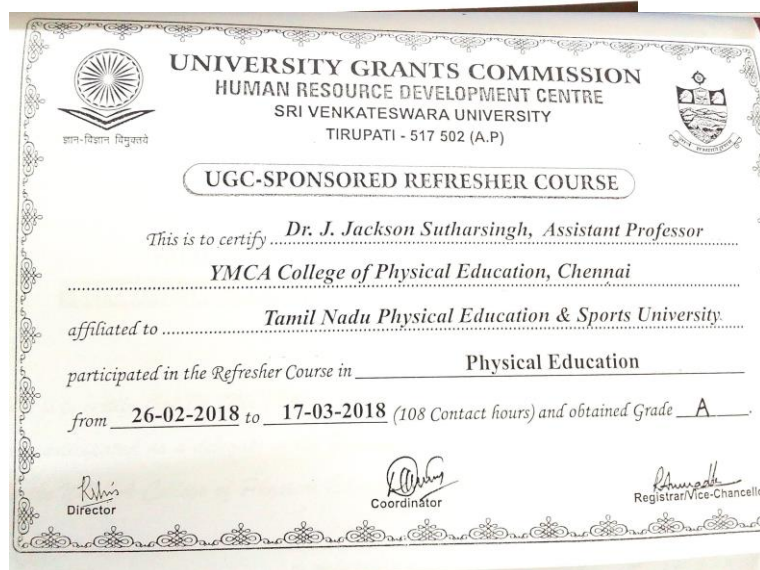 UNIVERSITY GRANTS COMMISSION
HUMAN RESOURCE DEVELOPMENT CENTRE
SRI VENKATESWARA UNIVERSITY
TIRUPATI - 517 502 (A.P)
ज्ञान-विज्ञान विमुक्तये
UGC-SPONSORED REFRESHER COURSE
This is to certify Dr. J. Jackson Sutharsingh, Assistant Professor
YMCA College of Physical Education, Chennai
affiliated to Tamil Nadu Physical Education & Sports University.
participated in the Refresher Course in Physical Education
from 26-02-2018 to 17-03-2018 (108 Contact hours) and obtained Grade A.
Director
Coordinator
Registrar/Vice-Chancello